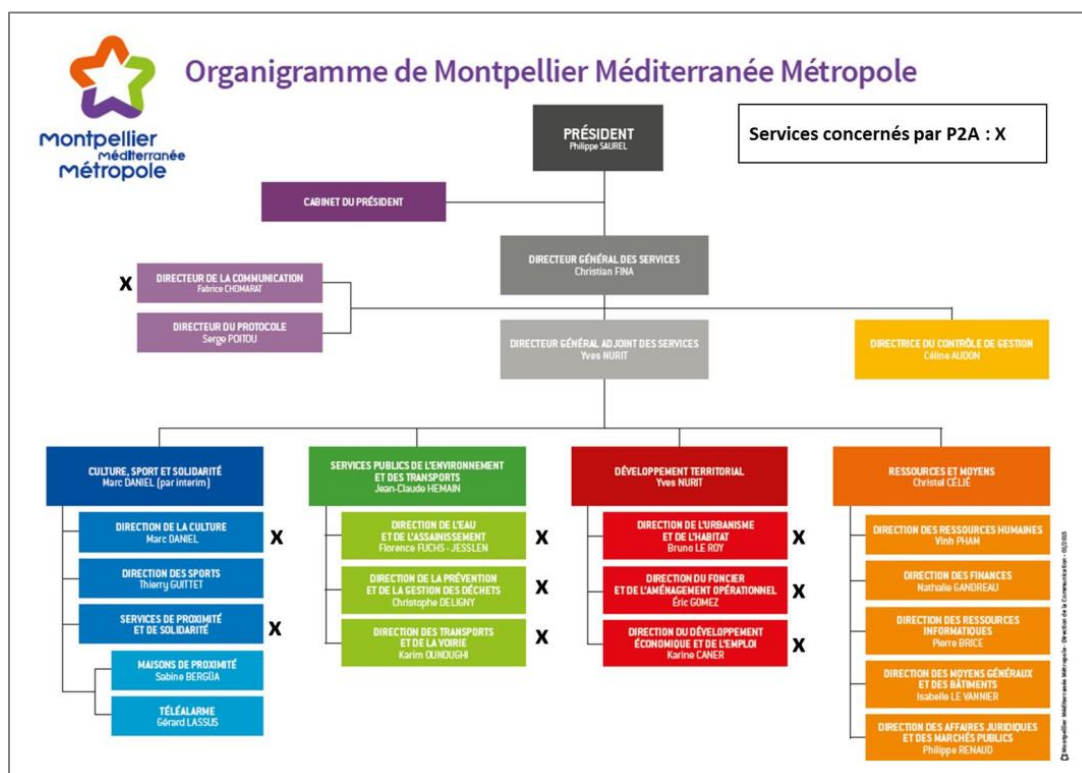 Organigramme de Montpellier Méditerranée Métropole
montpellier
méditerranée
métropole
PRÉSIDENT
Philippe SAUREL
Services concernés par P2A : X
CABINET DU PRÉSIDENT
DIRECTEUR GÉNÉRAL DES SERVICES
Christian FINA
X
DIRECTEUR DE LA COMMUNICATION
Fabrice CHOMARAT
DIRECTEUR DU PROTOCOLE
Serge POITOU
DIRECTEUR GÉNÉRAL ADJOINT DES SERVICES
Yves NURIT
DIRECTRICE DU CONTRÔLE DE GESTION
Céline AUDON
CULTURE, SPORT ET SOLIDARITÉ
Marc DANIEL (par interim)
DIRECTION DE LA CULTURE
Marc DANIEL
X
DIRECTION DES SPORTS
Thierry GUITTET
SERVICES DE PROXIMITÉ
ET DE SOLIDARITÉ
X
MAISONS DE PROXIMITÉ
Sabine BERGÜA
TÉLÉALARME
Gérard LASSUS
SERVICES PUBLICS DE L'ENVIRONNEMENT
ET DES TRANSPORTS
Jean-Claude HEMAIN
DIRECTION DE L'EAU
ET DE L'ASSAINISSEMENT
Florence FUCHS - JESSLEN
X
DIRECTION DE LA PRÉVENTION
ET DE LA GESTION DES DÉCHETS
Christophe DELIGNY
X
DIRECTION DES TRANSPORTS
ET DE LA VOIRIE
Karim OUNOUGHI
X
DÉVELOPPEMENT TERRITORIAL
Yves NURIT
DIRECTION DE L'URBANISME
ET DE L'HABITAT
Bruno LE ROY
X
DIRECTION DU FONCIER
ET DE L'AMÉNAGEMENT OPÉRATIONNEL
Éric GOMEZ
X
DIRECTION DU DÉVELOPPEMENT
ÉCONOMIQUE ET DE L'EMPLOI
Karine CANER
X
RESSOURCES ET MOYENS
Christel CÉLIÉ
DIRECTION DES RESSOURCES HUMAINES
Vinh PHAM
DIRECTION DES FINANCES
Nathalie GANDREAU
DIRECTION DES RESSOURCES
INFORMATIQUES
Pierre BRICE
DIRECTION DES MOYENS GÉNÉRAUX
ET DES BÂTIMENTS
Isabelle LE VANNIER
DIRECTION DES AFFAIRES JURIDIQUES
ET DES MARCHÉS PUBLICS
Philippe RENAUD
Montpellier Méditerranée Métropole - Direction de la Communication -